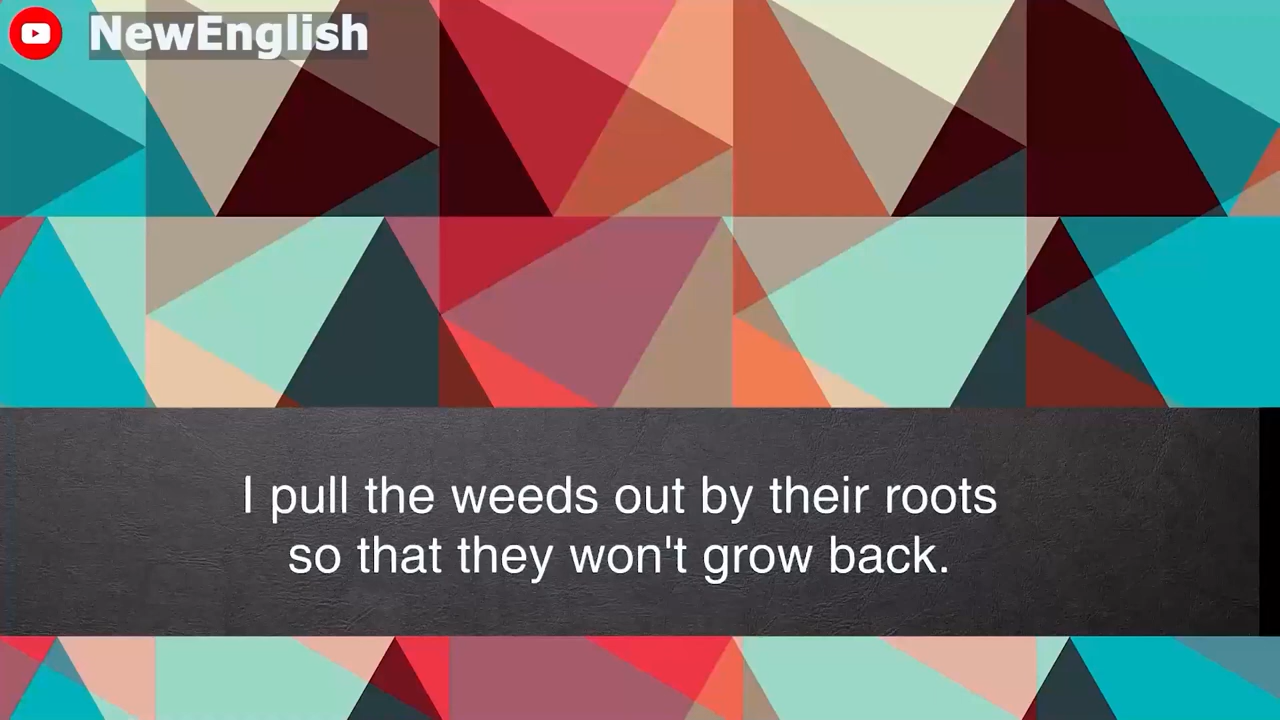 NewEnglish
I pull the weeds out by their roots
so that they won't grow back.